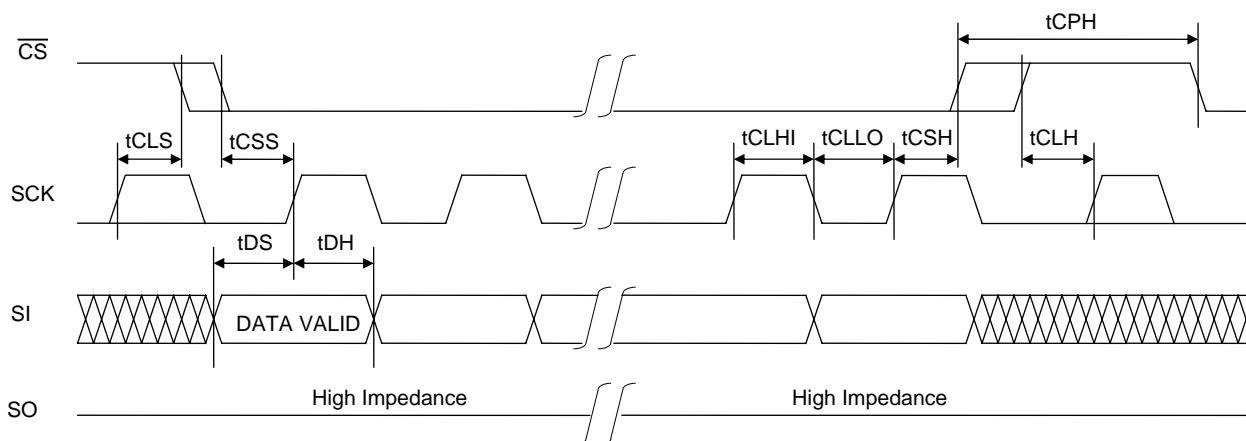 tCPH
CS
tCLS
tCSS
tCLHI
tCLLO
tCSH
tCLH
SCK
tDS
tDH
SI
DATA VALID
SO
High Impedance
High Impedance